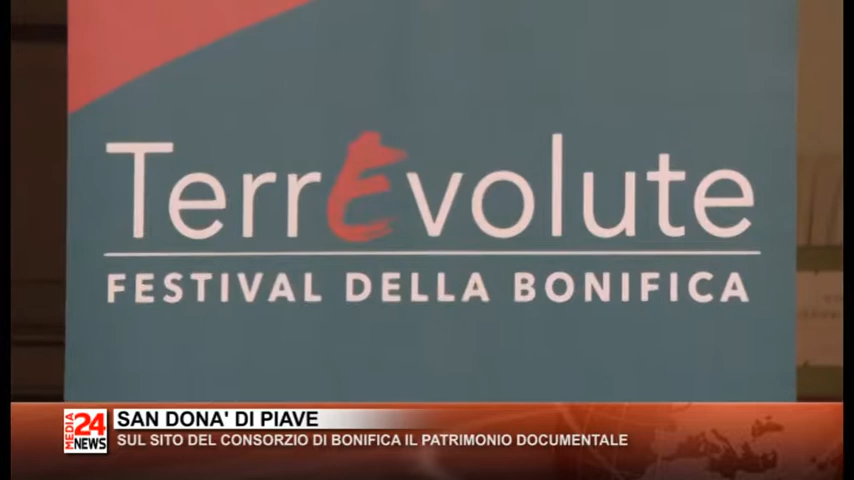 TerrEvolute
FESTIVAL DELLA BONIFICA
MEDIA 24 NEWS
SAN DONA' DI PIAVE
SUL SITO DEL CONSORZIO DI BONIFICA IL PATRIMONIO DOCUMENTALE